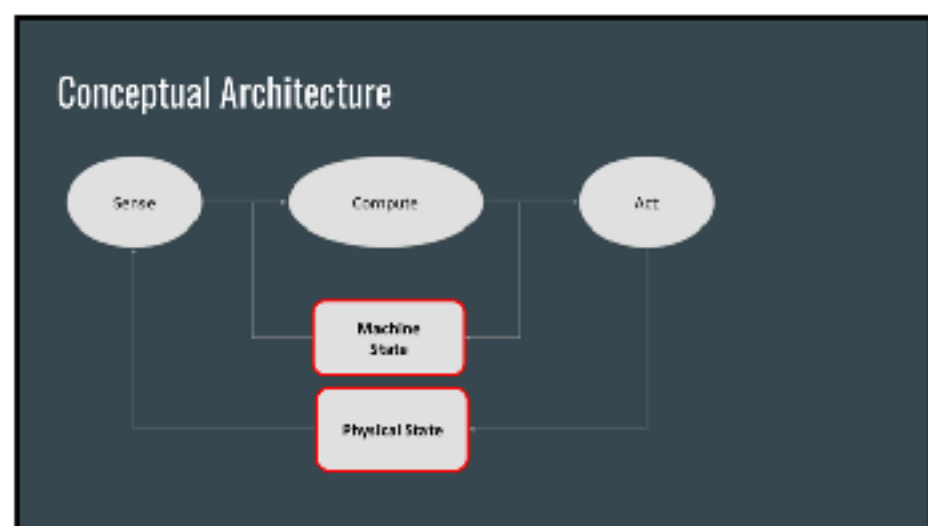 Conceptual Architecture
Sense
Compute
Act
Machine
State
Physical State